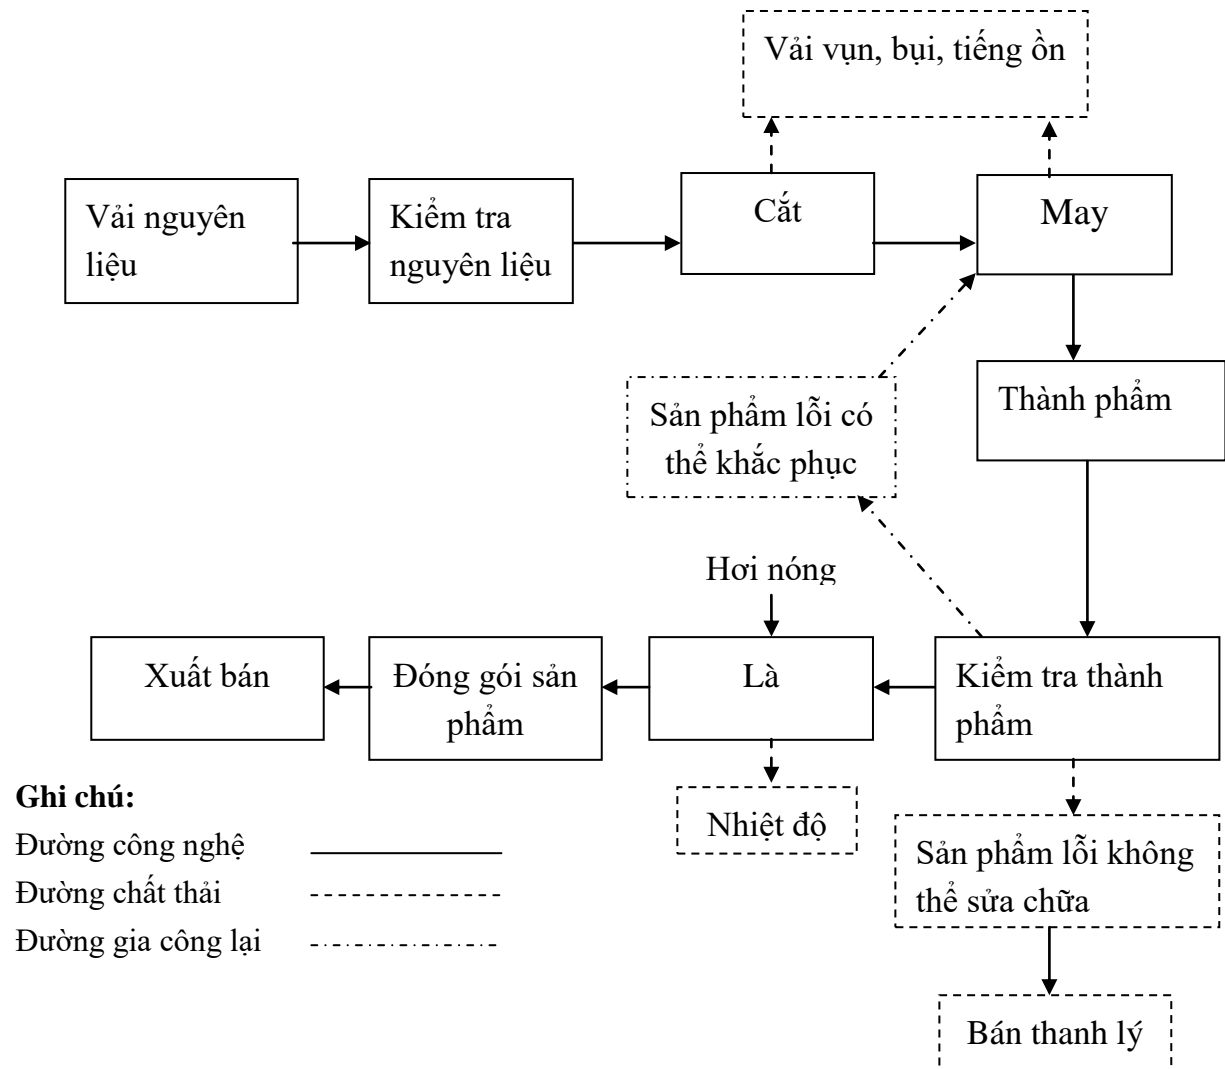 Vải vụn, bụi, tiếng ồn
Vải nguyên
liệu
Kiểm tra
nguyên liệu
Cắt
May
Thành phẩm
Sản phẩm lỗi có
thể khắc phục
Hơi nóng
Xuất bán
Đóng gói sản
phẩm
Là
Kiểm tra thành
phẩm
Ghi chú:
Đường công nghệ
Đường chất thải
Đường gia công lại
Nhiệt độ
Sản phẩm lỗi không
thể sửa chữa
Bán thanh lý